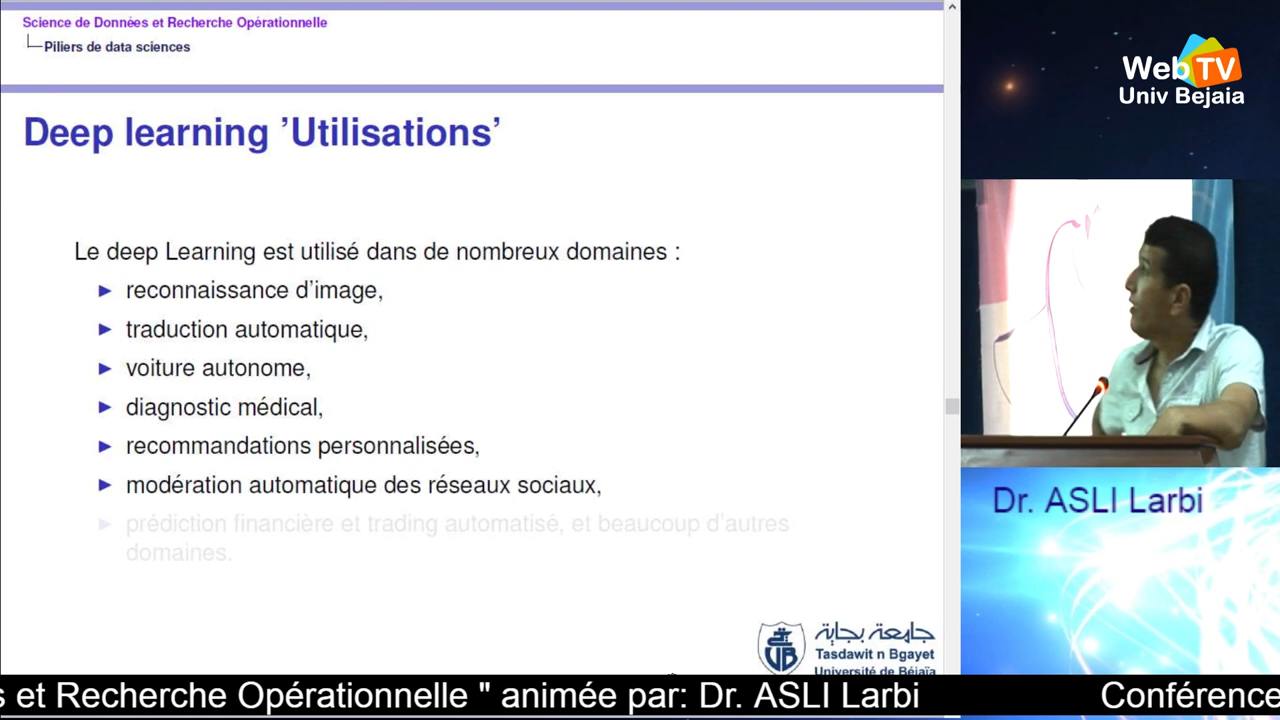 Science de Données et Recherche Opérationnelle
Piliers de data sciences
Deep learning ’Utilisations’
Le deep Learning est utilisé dans de nombreux domaines :
reconnaissance d’image,
traduction automatique,
voiture autonome,
diagnostic médical,
recommandations personnalisées,
modération automatique des réseaux sociaux,
prédiction financière et trading automatisé, et beaucoup d’autres
domaines.
جامعة بجاية
Tasdawit n Bgayet
Université de Béjaïa
UB
Web TV
Univ Bejaia
Dr. ASLI Larbi
s et Recherche Opérationnelle " animée par: Dr. ASLI Larbi
Conférence